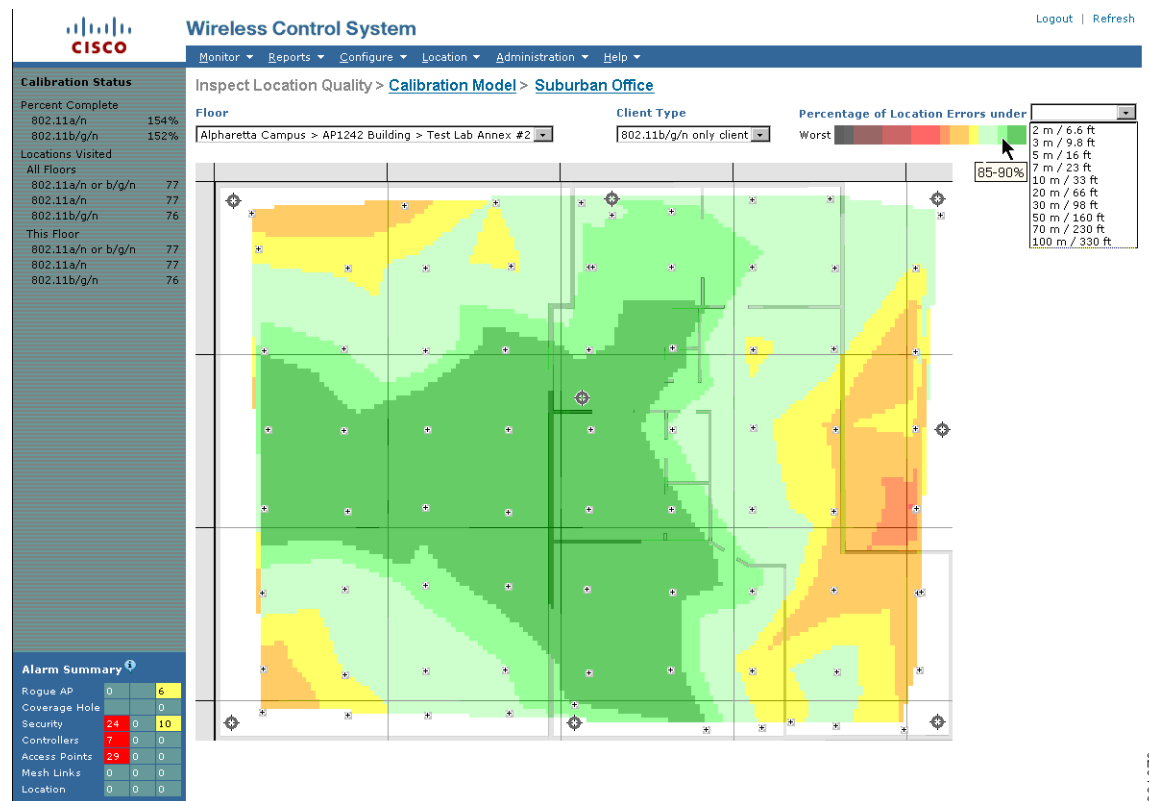 Logout | Refresh
CISCO
Wireless Control System
Monitor Reports Configure Location Administration Help
Calibration Status
Percent Complete
802.11a/n 154%
802.11b/g/n 152%
Locations Visited
All Floors
802.11a/n or b/g/n 77
802.11a/n 77
802.11b/g/n 76
This Floor
802.11a/n or b/g/n 77
802.11a/n 77
802.11b/g/n 76
Inspect Location Quality > Calibration Model > Suburban Office
Floor
Alpharetta Campus > AP1242 Building > Test Lab Annex #2
Client Type
802.11b/g/n only client
Percentage of Location Errors under
Worst
85-90%
2 m / 6.6 ft
3 m / 9.8 ft
5 m / 16 ft
7 m / 23 ft
10 m / 33 ft
20 m / 66 ft
30 m / 98 ft
50 m / 160 ft
70 m / 230 ft
100 m / 330 ft
Alarm Summary
Rogue AP 0 6
Coverage Hole 0
Security 24 0 10
Controllers 7 0 0
Access Points 29 0 0
Mesh Links 0 0 0
Location 0 0 0